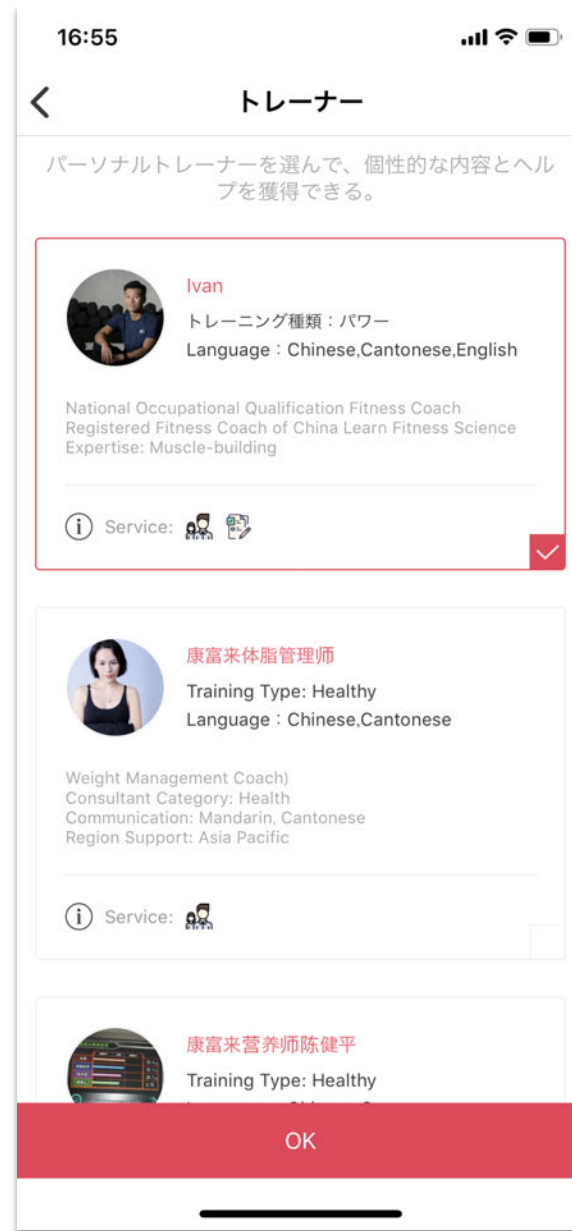 16:55
トレーナー
パーソナルトレーナーを選んで、個性的な内容とヘル
プを獲得できる。
Ivan
トレーニング種類：パワー
Language：Chinese,Cantonese,English
National Occupational Qualification Fitness Coach
Registered Fitness Coach of China Learn Fitness Science
Expertise: Muscle-building
Service:
康富来体脂管理师
Training Type: Healthy
Language：Chinese,Cantonese
Weight Management Coach)
Consultant Category: Health
Communication: Mandarin, Cantonese
Region Support: Asia Pacific
Service:
康富来营养师陈健平
Training Type: Healthy
OK